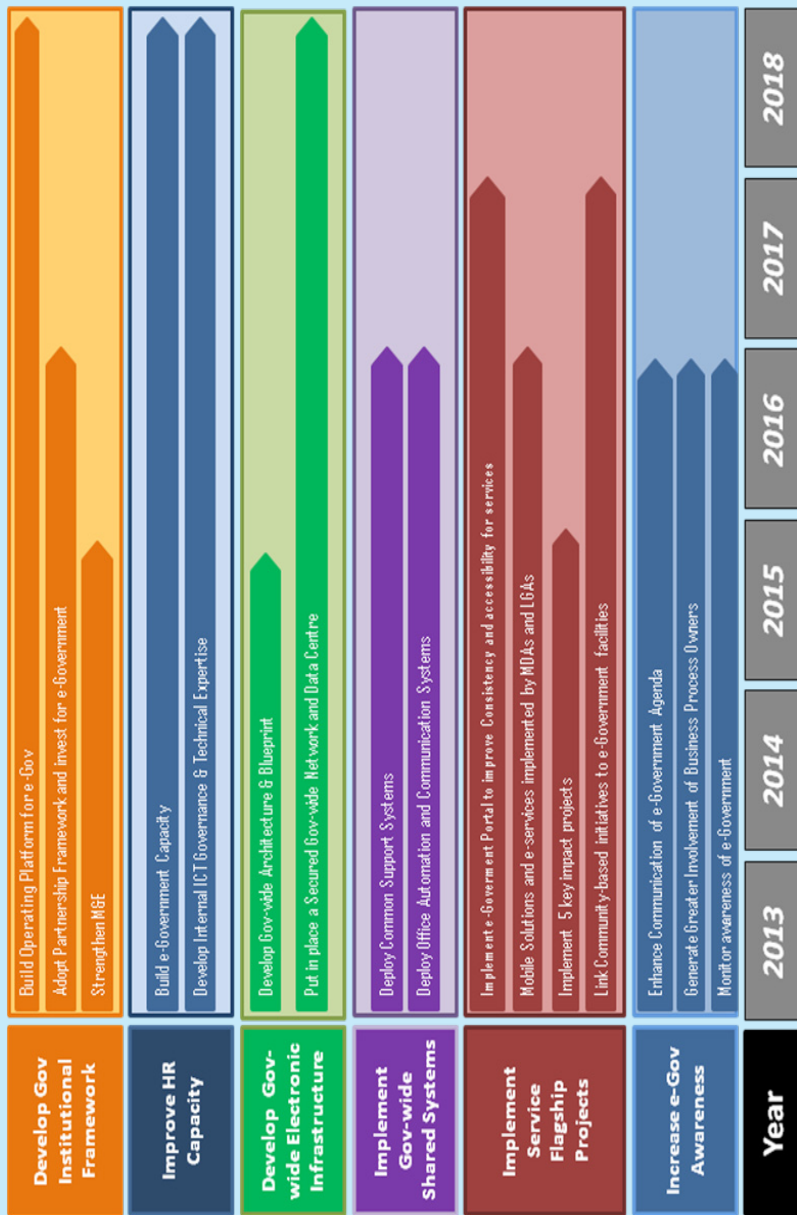 Develop Gov
Institutional
Framework
Build Operating Platform for e-Gov
Adopt Partnership Framework and invest for e-Government
Strengthen M&E
Improve HR
Capacity
Build e-Government Capacity
Develop Internal ICT Governance & Technical Expertise
Develop Gov-
wide Electronic
Infrastructure
Develop Gov-wide Architecture & Blueprint
Put in place a Secured Gov-wide Network and Data Centre
Implement
Gov-wide
Shared Systems
Deploy Common Support Systems
Deploy Office Automation and Communication Systems
Implement
Service
Flagship
Projects
Implement e-Goverment Portal to improve Consistency and accessibility for services
Mobile Solutions and e-services implemented by MDAs and LGAs
Implement 5 key impact projects
Link Community-based initiatives to e-Government facilities
Increase e-Gov
Awareness
Enhance Communication of e-Government Agenda
Generate Greater Involvement of Business Process Owners
Monitor awareness of e-Government
Year
2013
2014
2015
2016
2017
2018